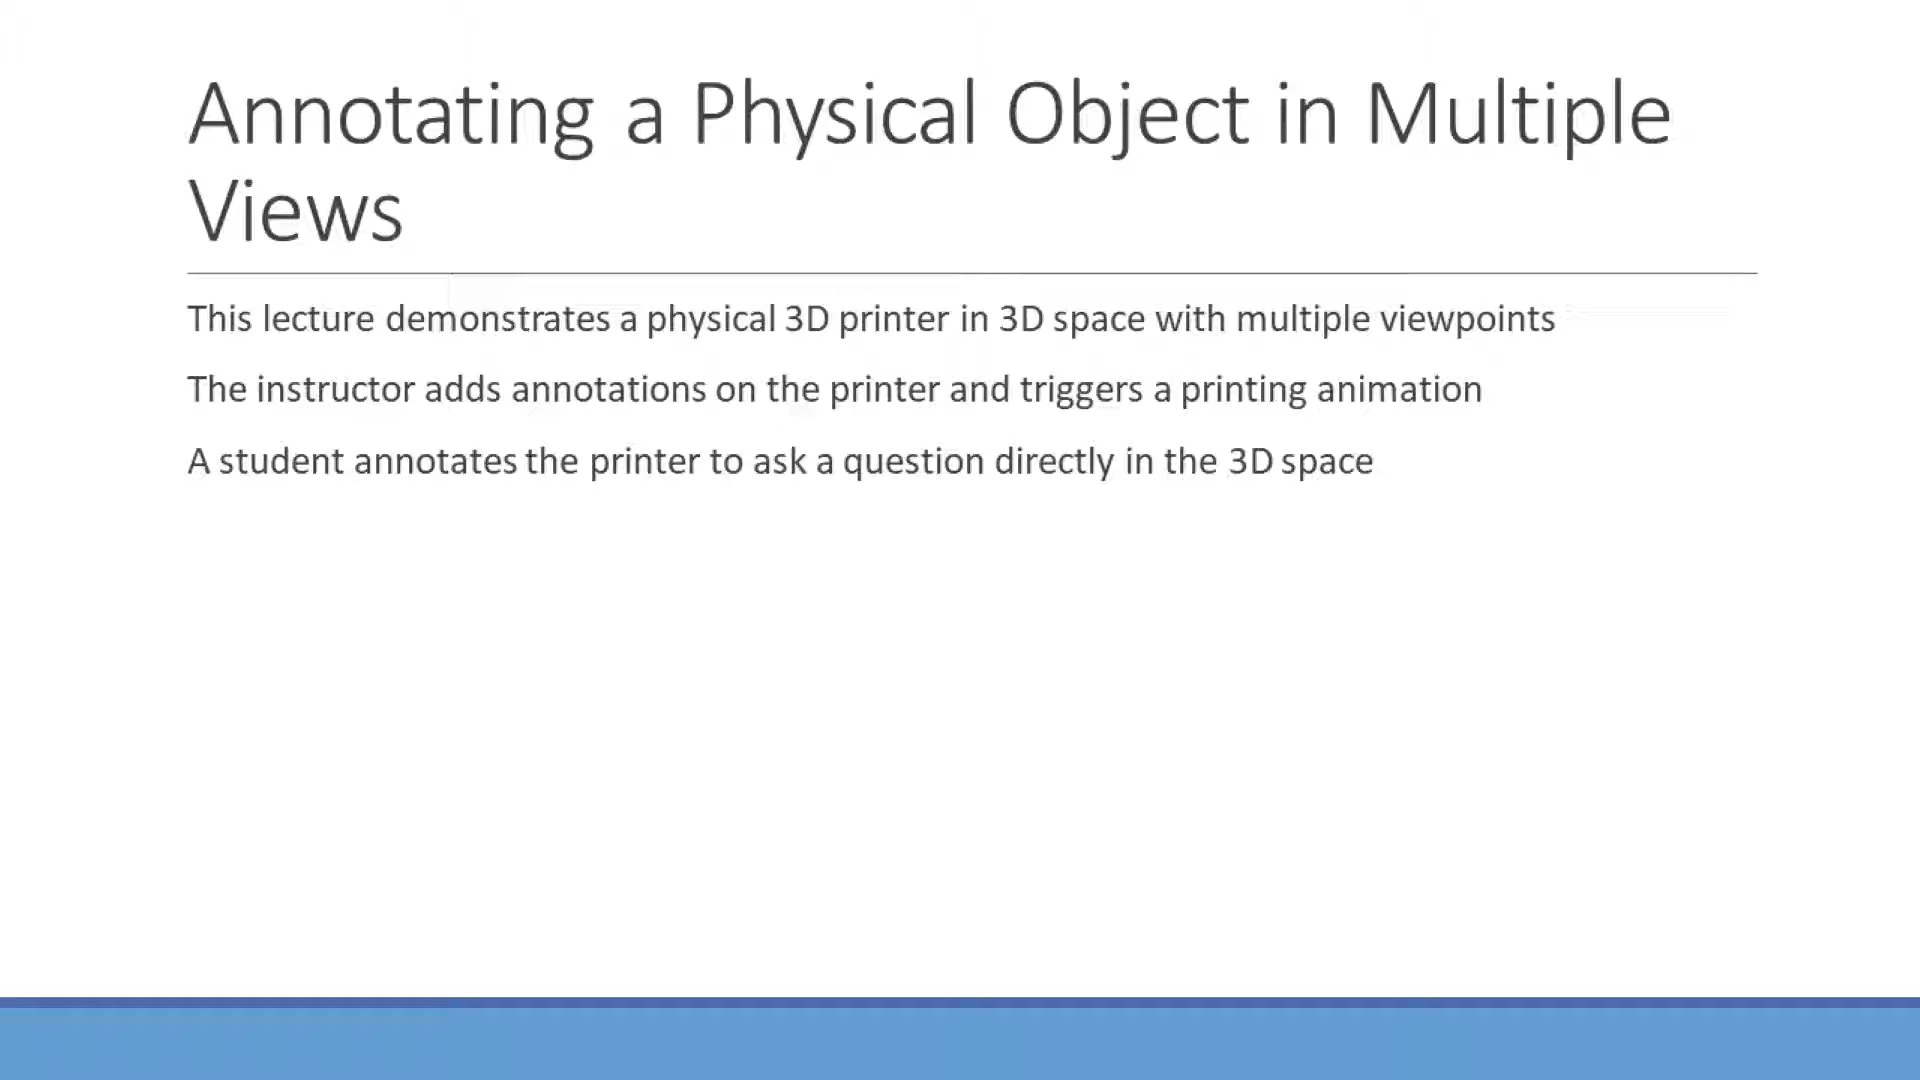 Annotating a Physical Object in Multiple
Views
This lecture demonstrates a physical 3D printer in 3D space with multiple viewpoints
The instructor adds annotations on the printer and triggers a printing animation
A student annotates the printer to ask a question directly in the 3D space